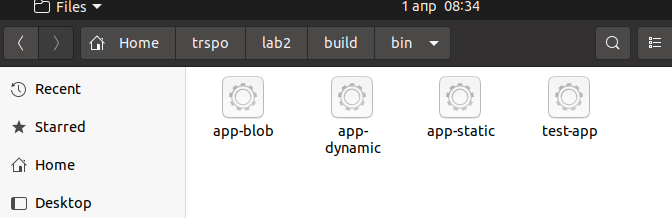 Files
1 апр 08:34
Home trspo lab2 build bin
Recent
Starred
Home
Desktop
app-blob
app-
dynamic
app-static
test-app